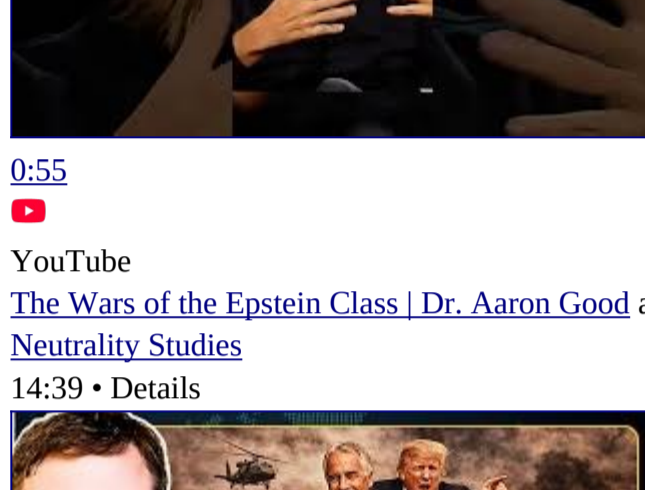 0:55
YouTube
The Wars of the Epstein Class | Dr. Aaron Good a
Neutrality Studies
14:39 • Details